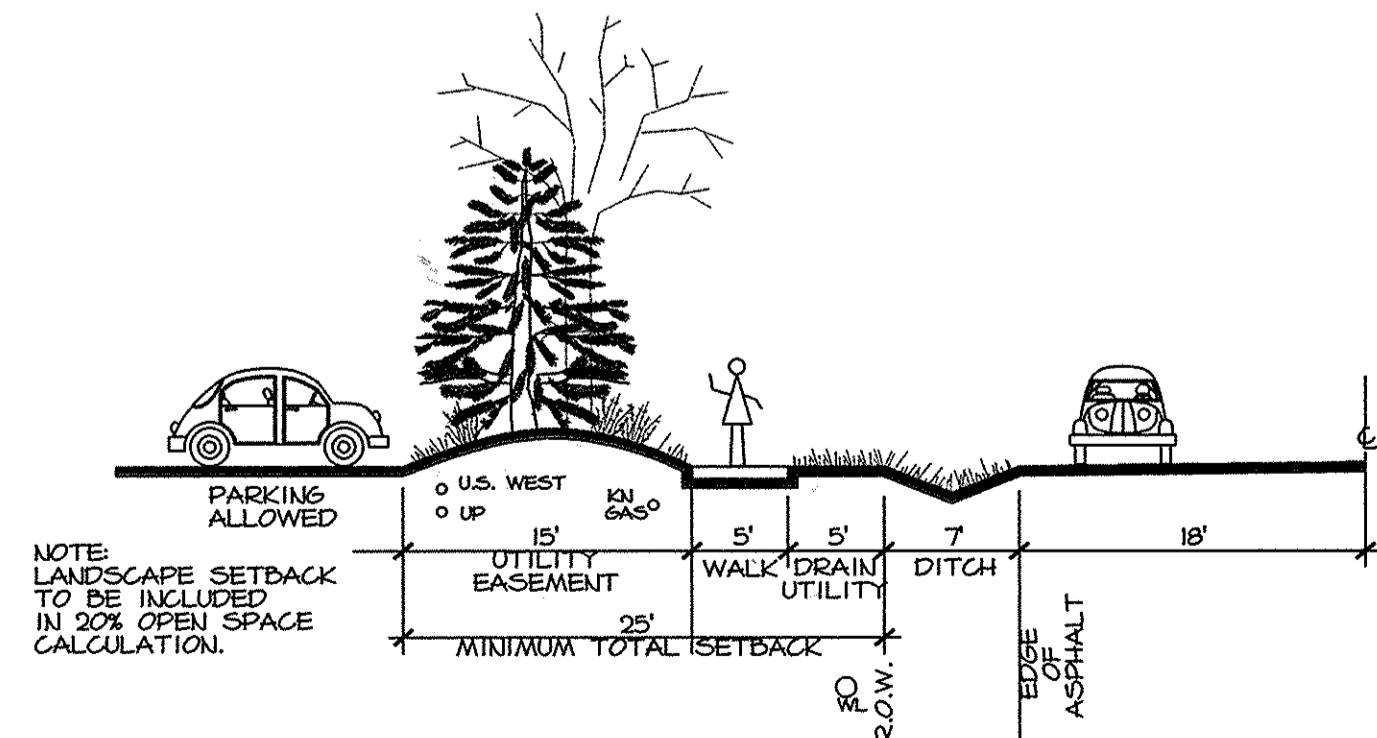 PARKING
ALLOWED
U.S. WEST
UP
KN
GAS
15'
UTILITY
EASEMENT
5'
WALK
5'
DRAIN
UTILITY
7'
DITCH
18'
25'
MINIMUM TOTAL SETBACK
NOTE:
LANDSCAPE SETBACK
TO BE INCLUDED
IN 20% OPEN SPACE
CALCULATION.
WL
R.O.W.
EDGE
OF
ASPHALT
℄